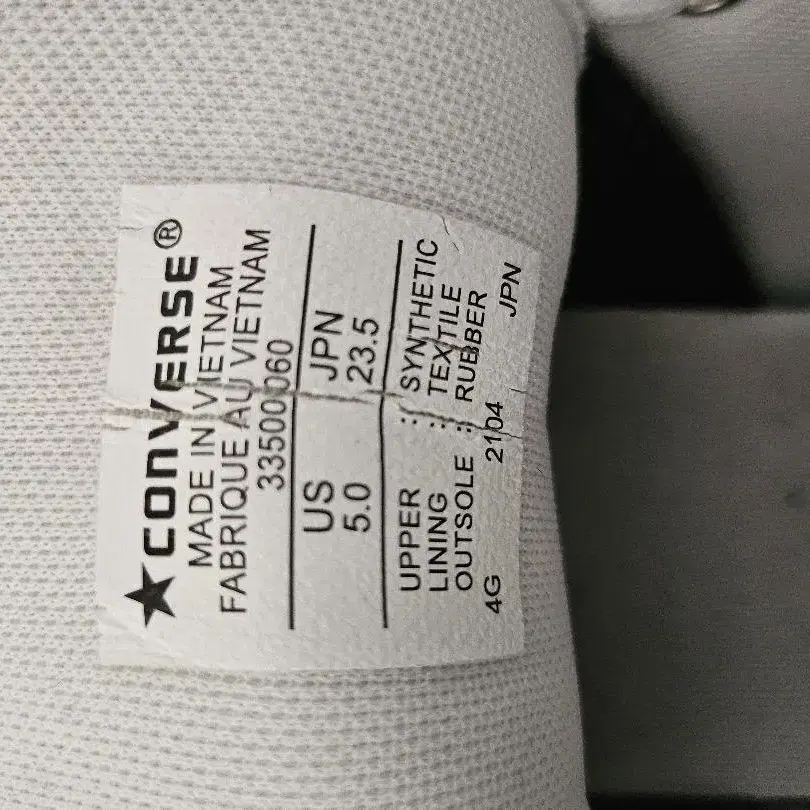 CONVERSE®
MADE IN VIETNAM
FABRIQUE AU VIETNAM
33500060
US JPN
5.0 23.5
UPPER : SYNTHETIC
LINING : TEXTILE
OUTSOLE : RUBBER
4G 2104 JPN